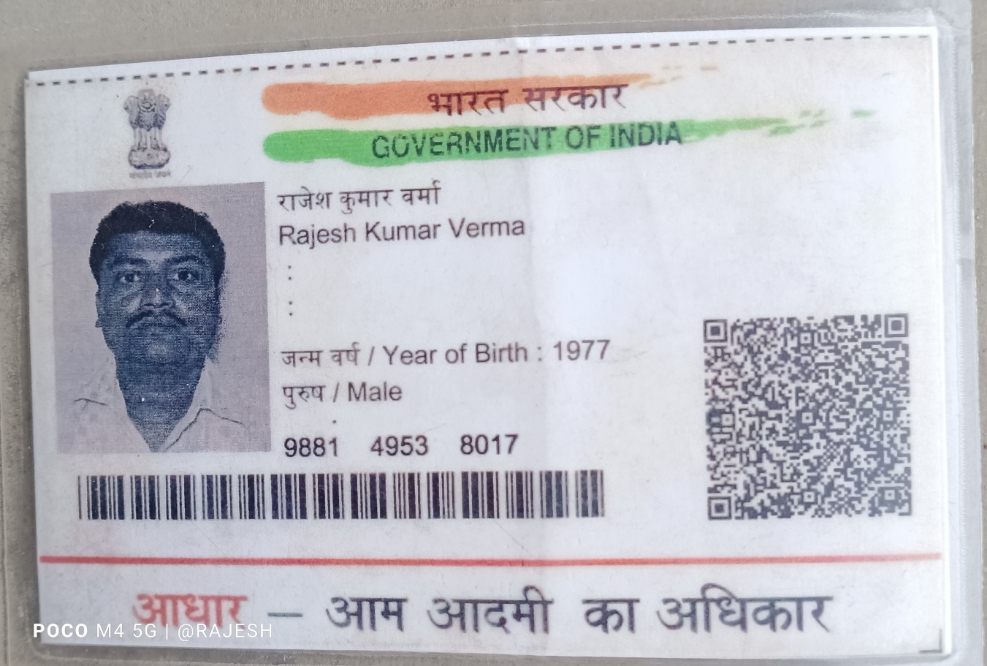 भारत सरकार
GOVERNMENT OF INDIA
राजेश कुमार वर्मा
Rajesh Kumar Verma
:
:
जन्म वर्ष / Year of Birth : 1977
पुरुष / Male
9881 4953 8017
आधार – आम आदमी का अधिकार
POCO M4 5G | @RAJESH